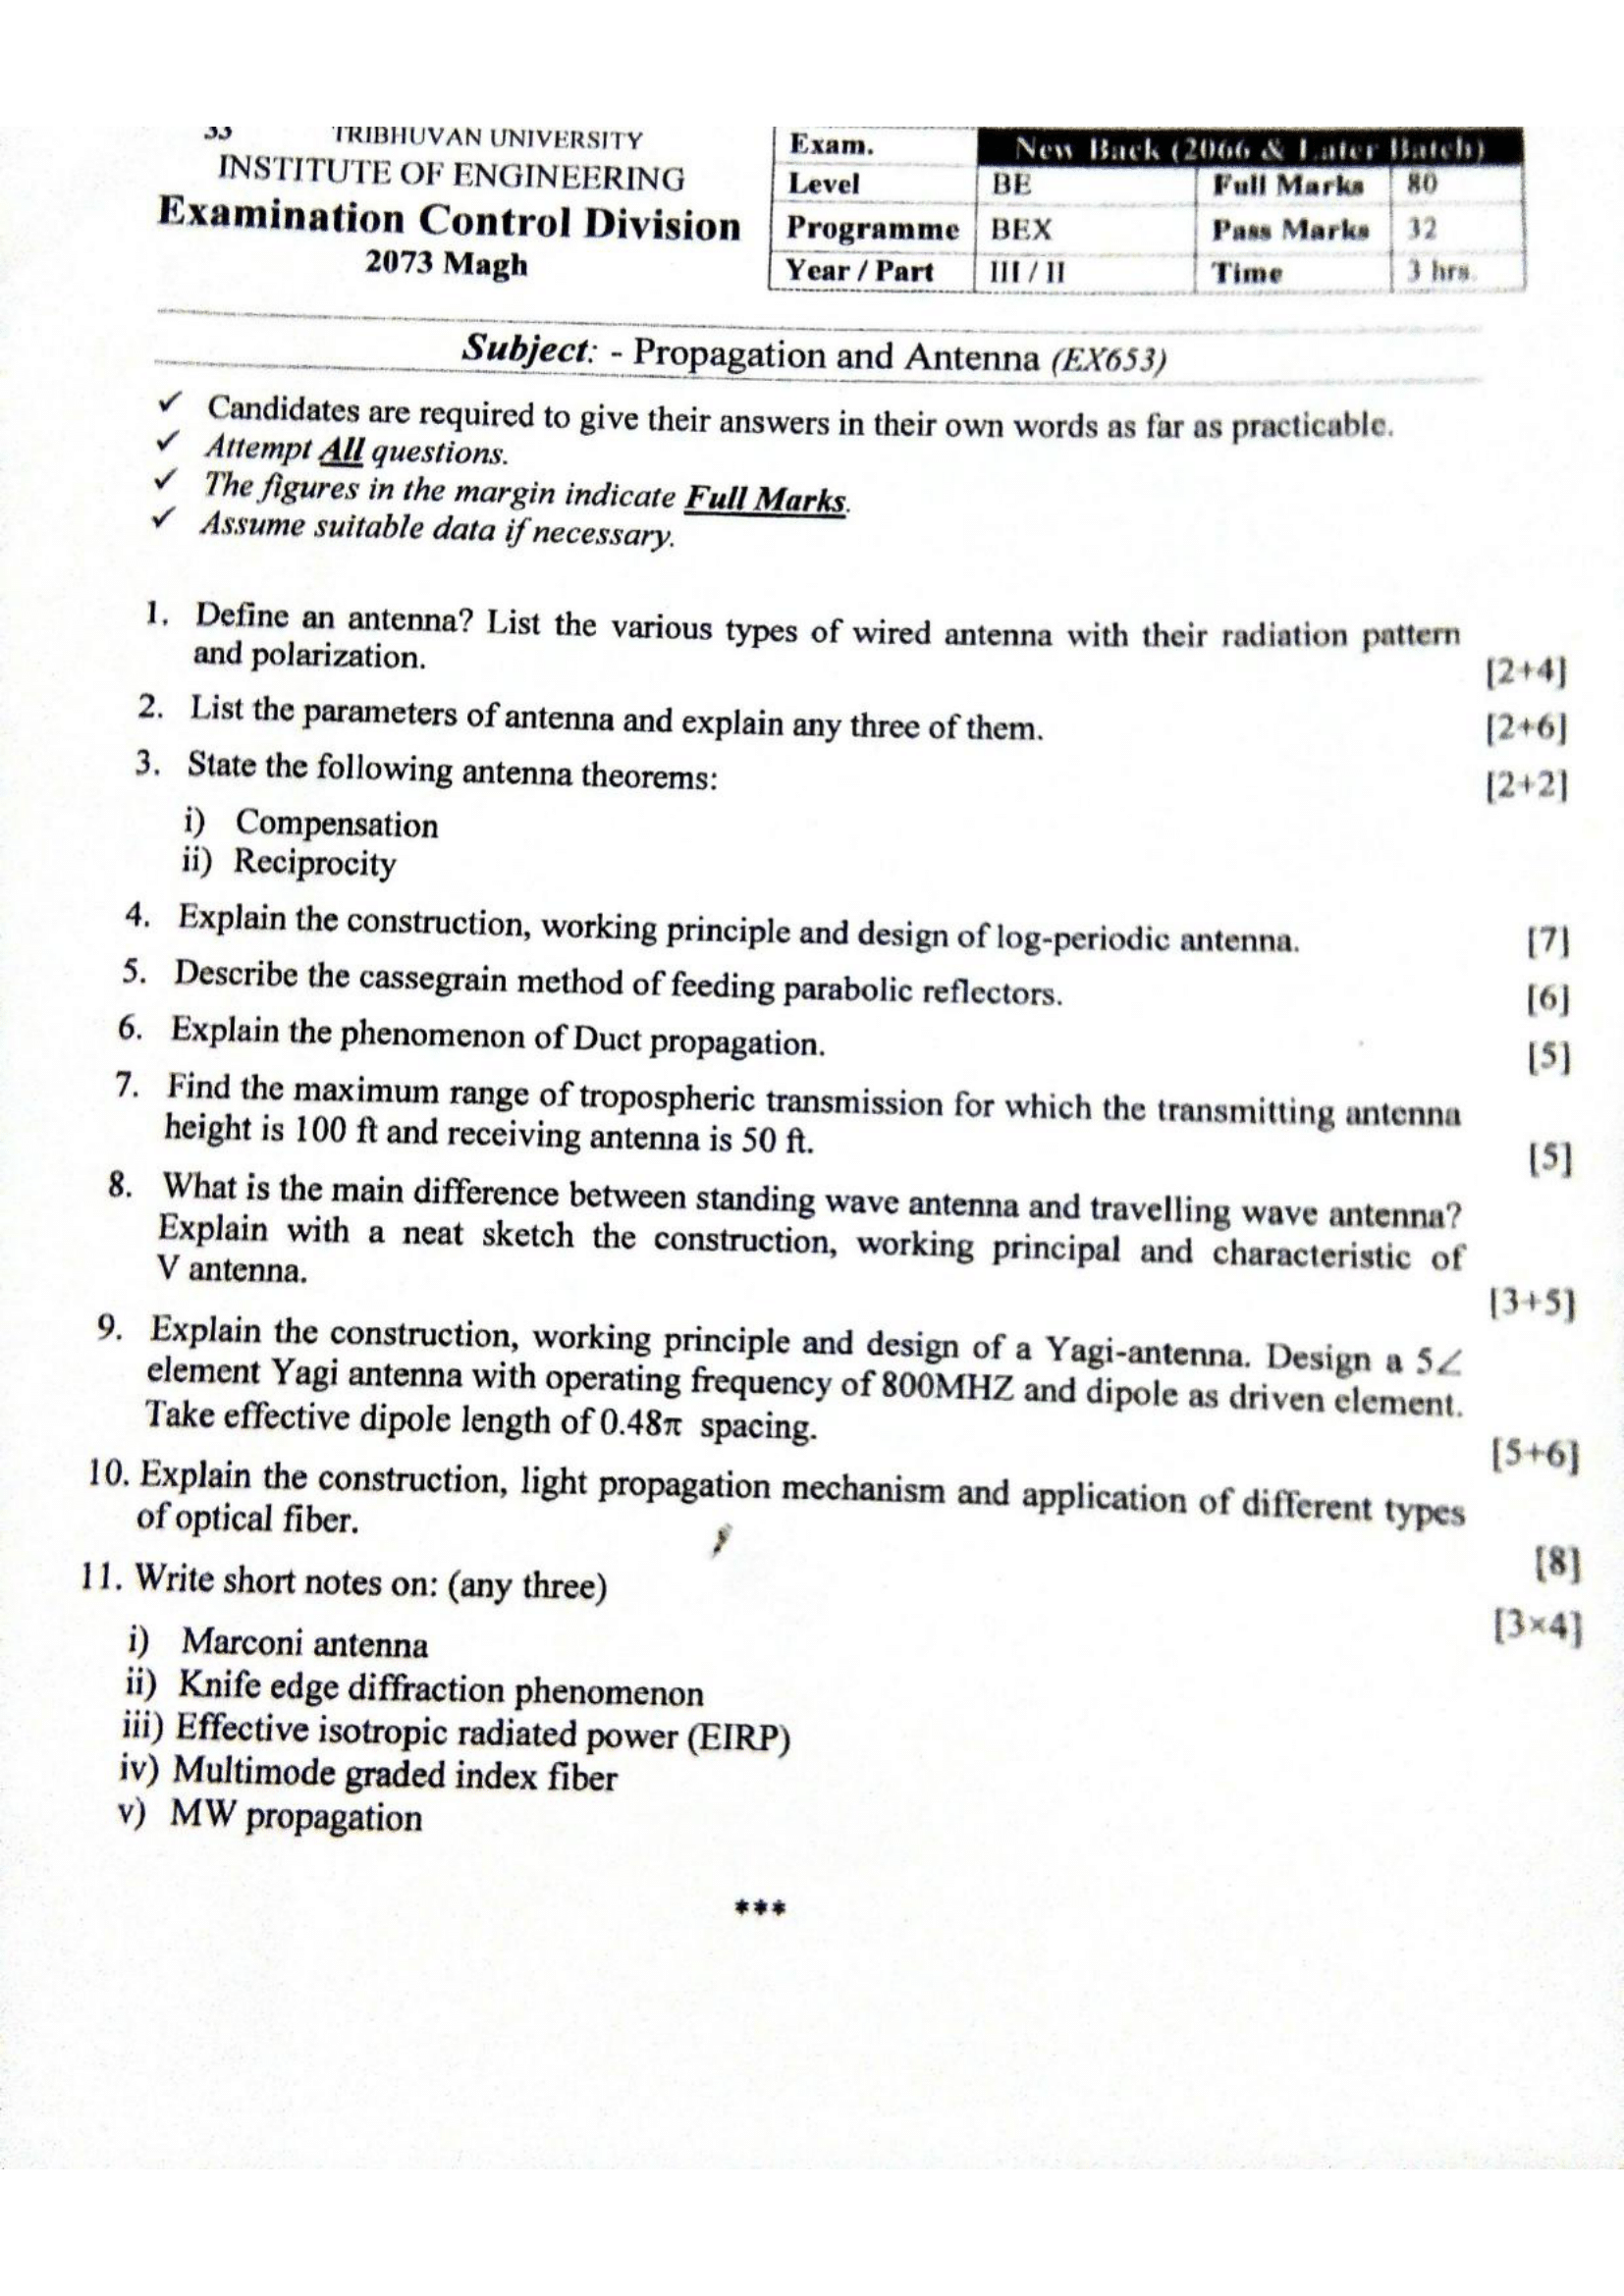 33 TRIBHUVAN UNIVERSITY
INSTITUTE OF ENGINEERING
Examination Control Division
2073 Magh
Exam. New Back (2066 & Later Batch)
Level BE Full Marks 80
Programme BEX Pass Marks 32
Year / Part III / II Time 3 hrs.
Subject: - Propagation and Antenna (EX653)
✓ Candidates are required to give their answers in their own words as far as practicable.
✓ Attempt All questions.
✓ The figures in the margin indicate Full Marks.
✓ Assume suitable data if necessary.
1. Define an antenna? List the various types of wired antenna with their radiation pattern
and polarization. [2+4]
2. List the parameters of antenna and explain any three of them. [2+6]
3. State the following antenna theorems: [2+2]
i) Compensation
ii) Reciprocity
4. Explain the construction, working principle and design of log-periodic antenna. [7]
5. Describe the cassegrain method of feeding parabolic reflectors. [6]
6. Explain the phenomenon of Duct propagation. [5]
7. Find the maximum range of tropospheric transmission for which the transmitting antenna
height is 100 ft and receiving antenna is 50 ft. [5]
8. What is the main difference between standing wave antenna and travelling wave antenna?
Explain with a neat sketch the construction, working principal and characteristic of
V antenna. [3+5]
9. Explain the construction, working principle and design of a Yagi-antenna. Design a 5∠
element Yagi antenna with operating frequency of 800MHZ and dipole as driven element.
Take effective dipole length of 0.48π spacing. [5+6]
10. Explain the construction, light propagation mechanism and application of different types
of optical fiber. [8]
11. Write short notes on: (any three) [3×4]
i) Marconi antenna
ii) Knife edge diffraction phenomenon
iii) Effective isotropic radiated power (EIRP)
iv) Multimode graded index fiber
v) MW propagation
***